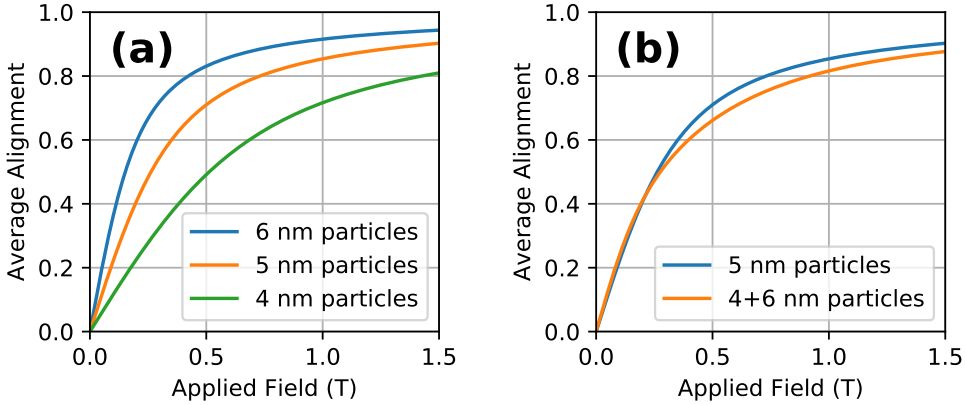 (a)
Average Alignment
1.0
0.8
0.6
0.4
0.2
0.0
6 nm particles
5 nm particles
4 nm particles
0.0 0.5 1.0 1.5
Applied Field (T)
(b)
Average Alignment
1.0
0.8
0.6
0.4
0.2
0.0
5 nm particles
4+6 nm particles
0.0 0.5 1.0 1.5
Applied Field (T)